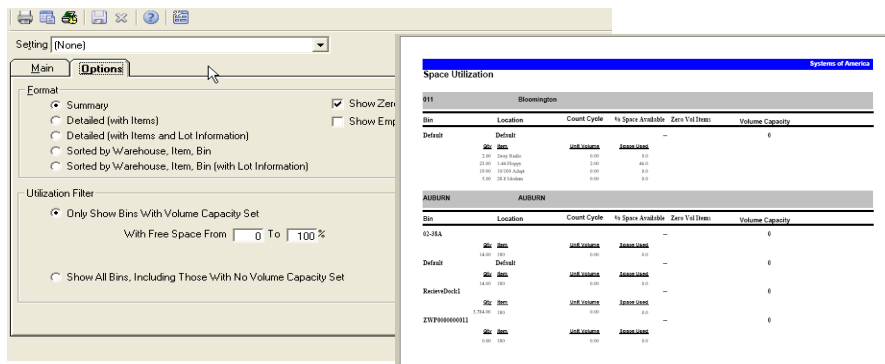 Setting (None)
Main Options
Format
Summary
Detailed (with Items)
Detailed (with Items and Lot Information)
Sorted by Warehouse, Item, Bin
Sorted by Warehouse, Item, Bin (with Lot Information)
Show Zer
Show Emp
Utilization Filter
Only Show Bins With Volume Capacity Set
With Free Space From 0 To 100 %
Show All Bins, Including Those With No Volume Capacity Set
Systems of America
Space Utilization
011 Bloomington
Bin Location Count Cycle % Space Available Zero Vol Items Volume Capacity
Default Default -- 0
Qty Item Unit Volume Space Used
2.00 2way Radio 0.00 0.0
23.00 1.44 Floppy 2.00 46.0
19.00 10/100 Adapt 0.00 0.0
5.00 28.8 Modem 0.00 0.0
AUBURN AUBURN
Bin Location Count Cycle % Space Available Zero Vol Items Volume Capacity
02-38A -- 0
Qty Item Unit Volume Space Used
14.00 100 0.00 0.0
Default Default -- 0
Qty Item Unit Volume Space Used
14.00 100 0.00 0.0
RecieveDock1 -- 0
Qty Item Unit Volume Space Used
3,784.00 100 0.00 0.0
ZWP0000000011 -- 0
Qty Item Unit Volume Space Used
0.00 100 0.00 0.0